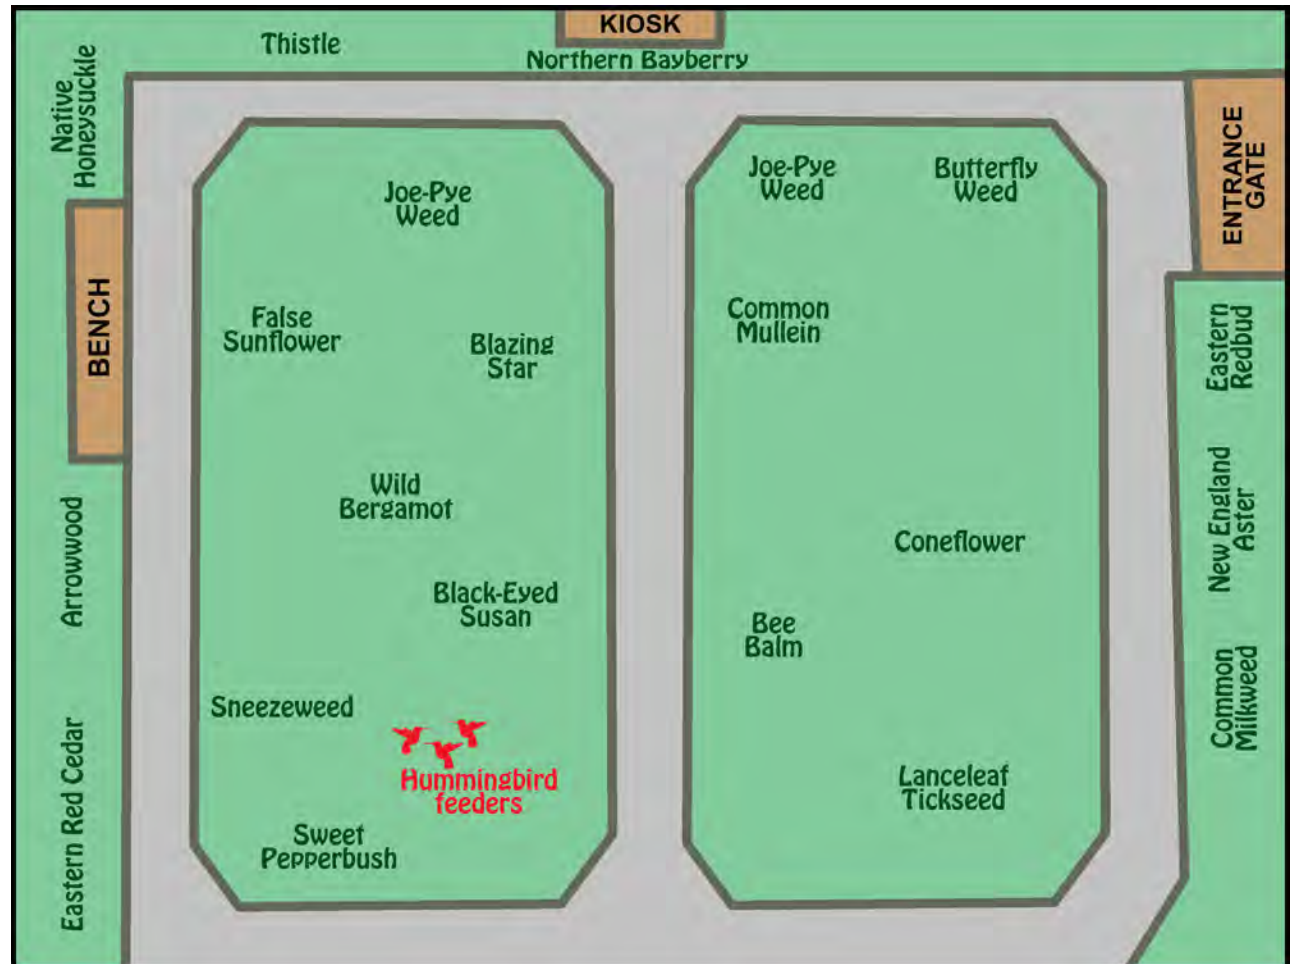 KIOSK
Thistle
Northern Bayberry
Native
Honeysuckle
ENTRANCE
GATE
Joe-Pye
Weed
Joe-Pye
Weed
Butterfly
Weed
BENCH
False
Sunflower
Blazing
Star
Common
Mullein
Eastern
Redbud
Wild
Bergamot
New England
Aster
Arrowwood
Coneflower
Black-Eyed
Susan
Bee
Balm
Sneezeweed
Common
Milkweed
Hummingbird
feeders
Lanceleaf
Tickseed
Eastern Red Cedar
Sweet
Pepperbush